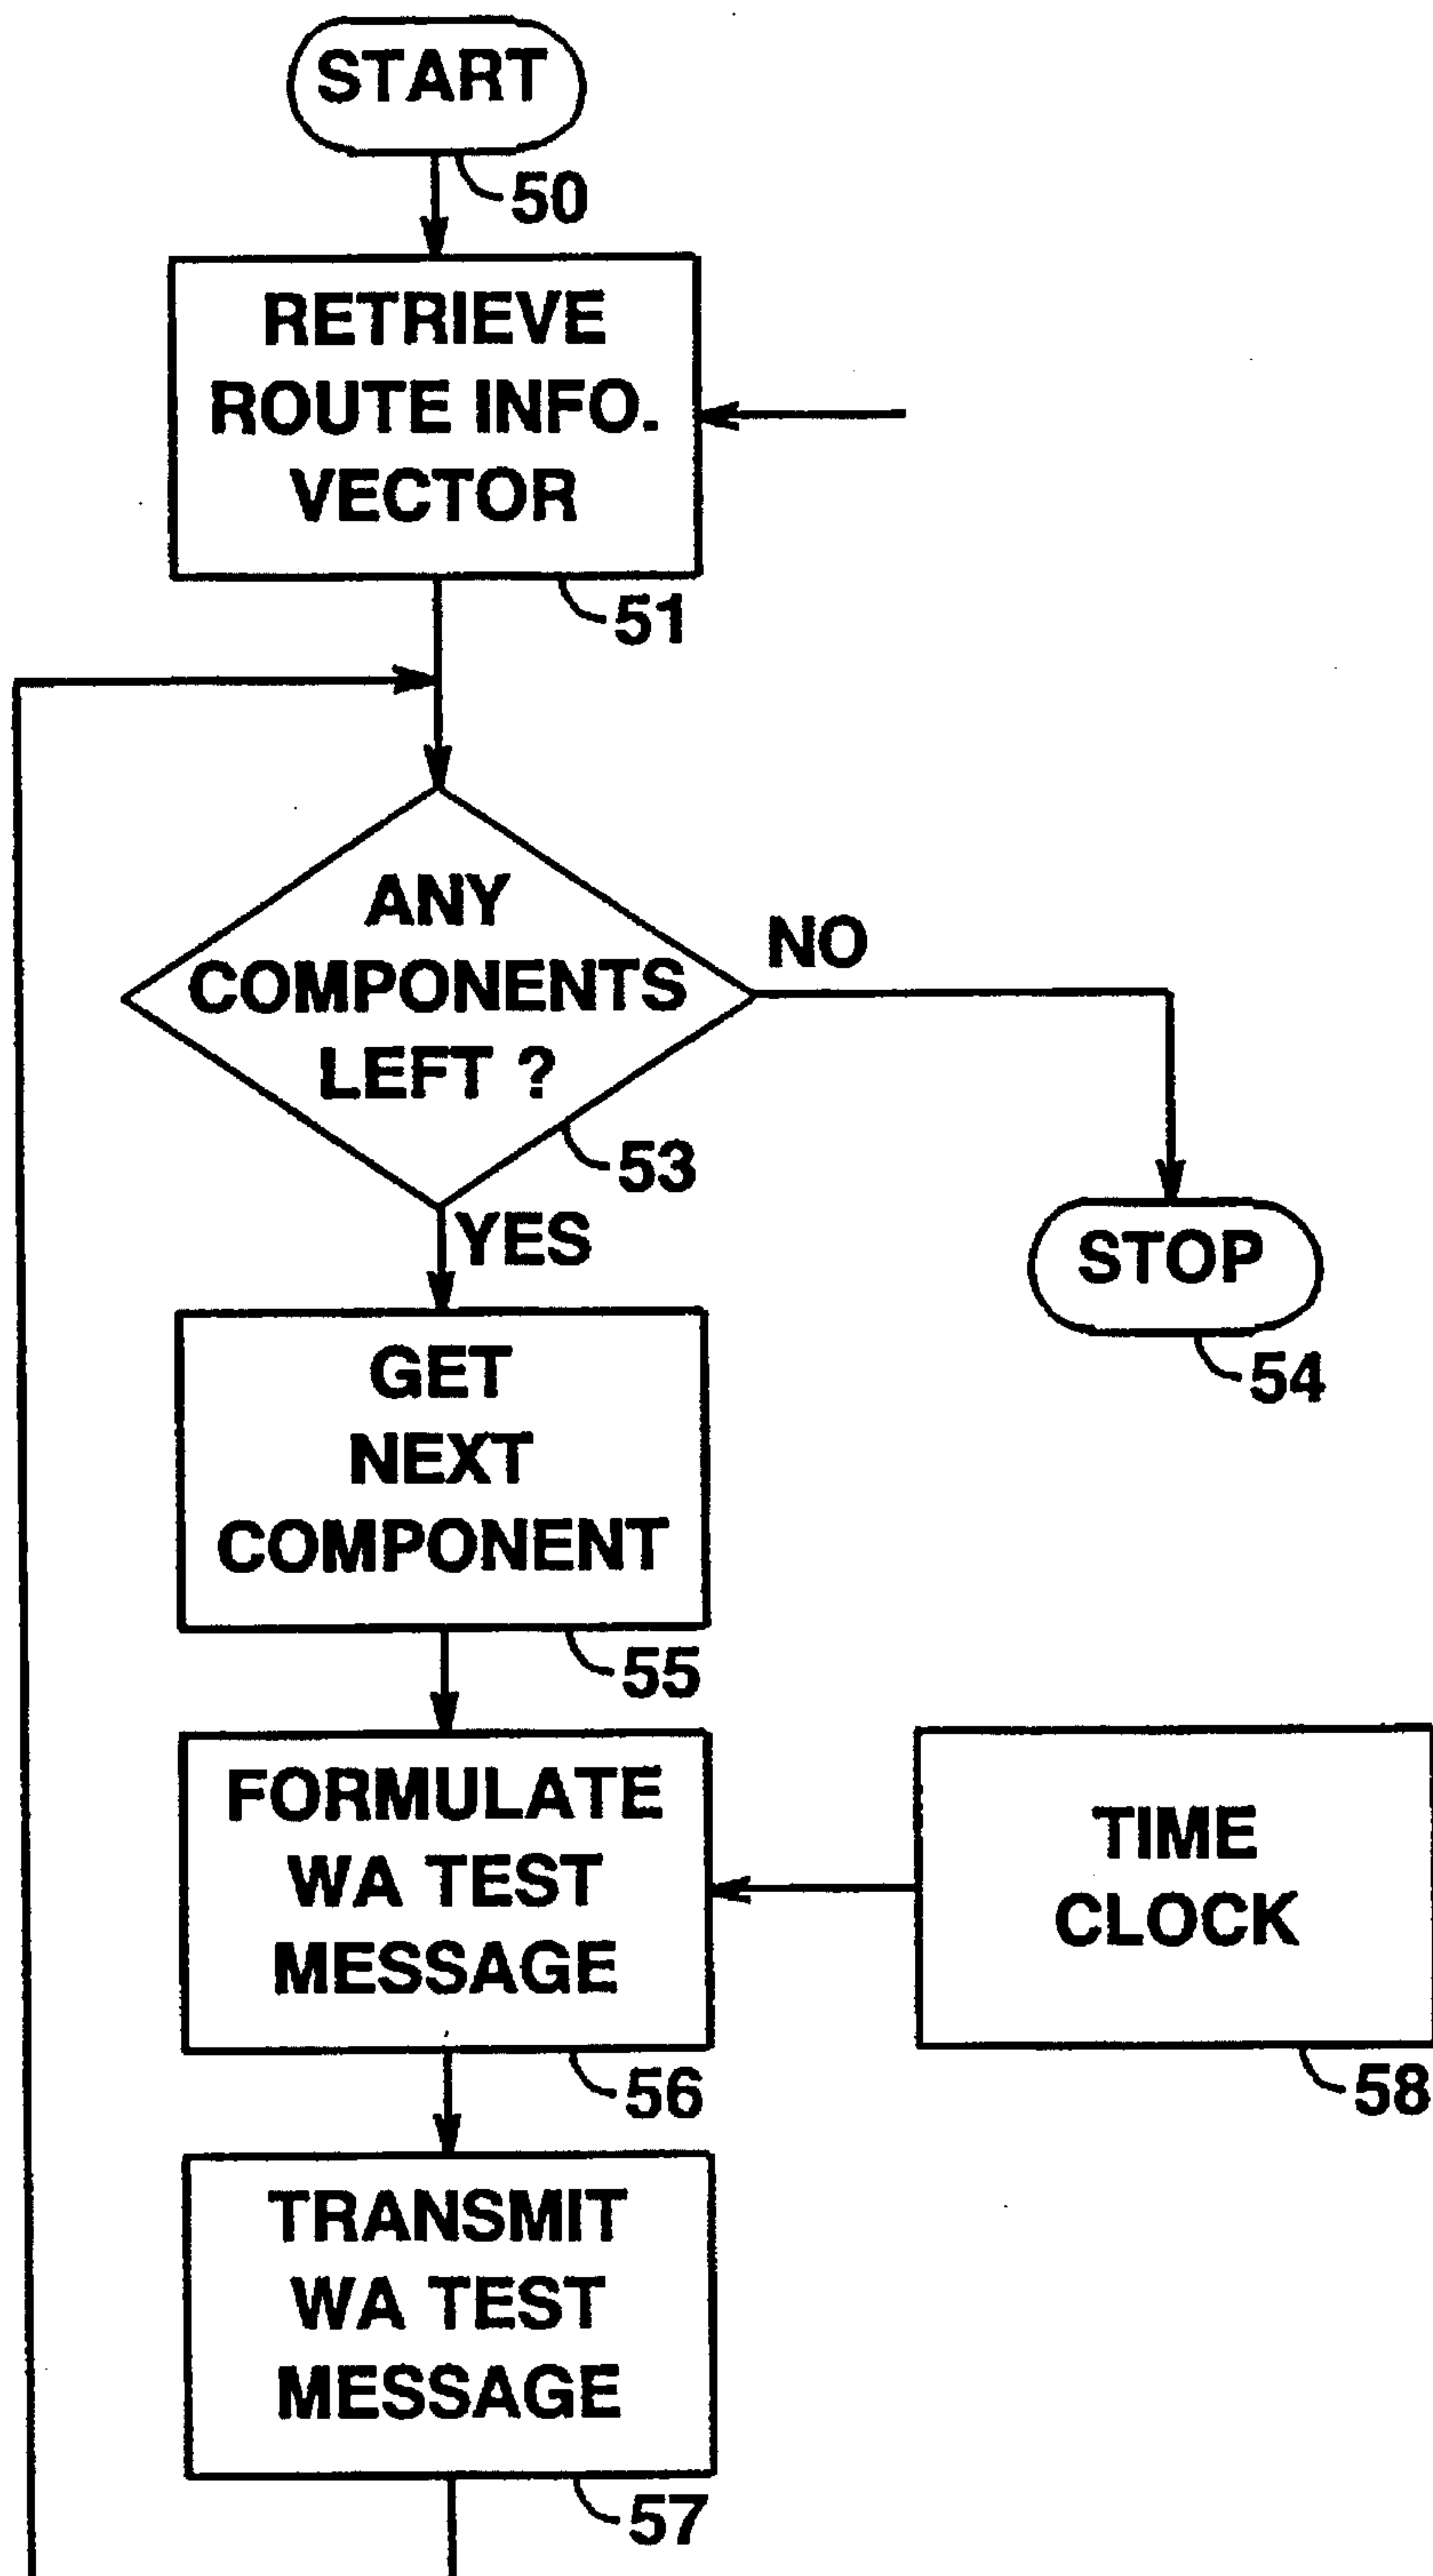 START
50
RETRIEVE
ROUTE INFO.
VECTOR
51
ANY
COMPONENTS
LEFT ?
53
NO
YES
STOP
54
GET
NEXT
COMPONENT
55
FORMULATE
WA TEST
MESSAGE
56
TIME
CLOCK
58
TRANSMIT
WA TEST
MESSAGE
57